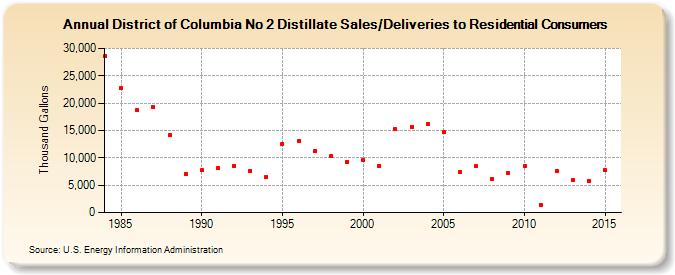 Annual District of Columbia No 2 Distillate Sales/Deliveries to Residential Consumers
Thousand Gallons
30,000
25,000
20,000
15,000
10,000
5,000
0
1985 1990 1995 2000 2005 2010 2015
Source: U.S. Energy Information Administration